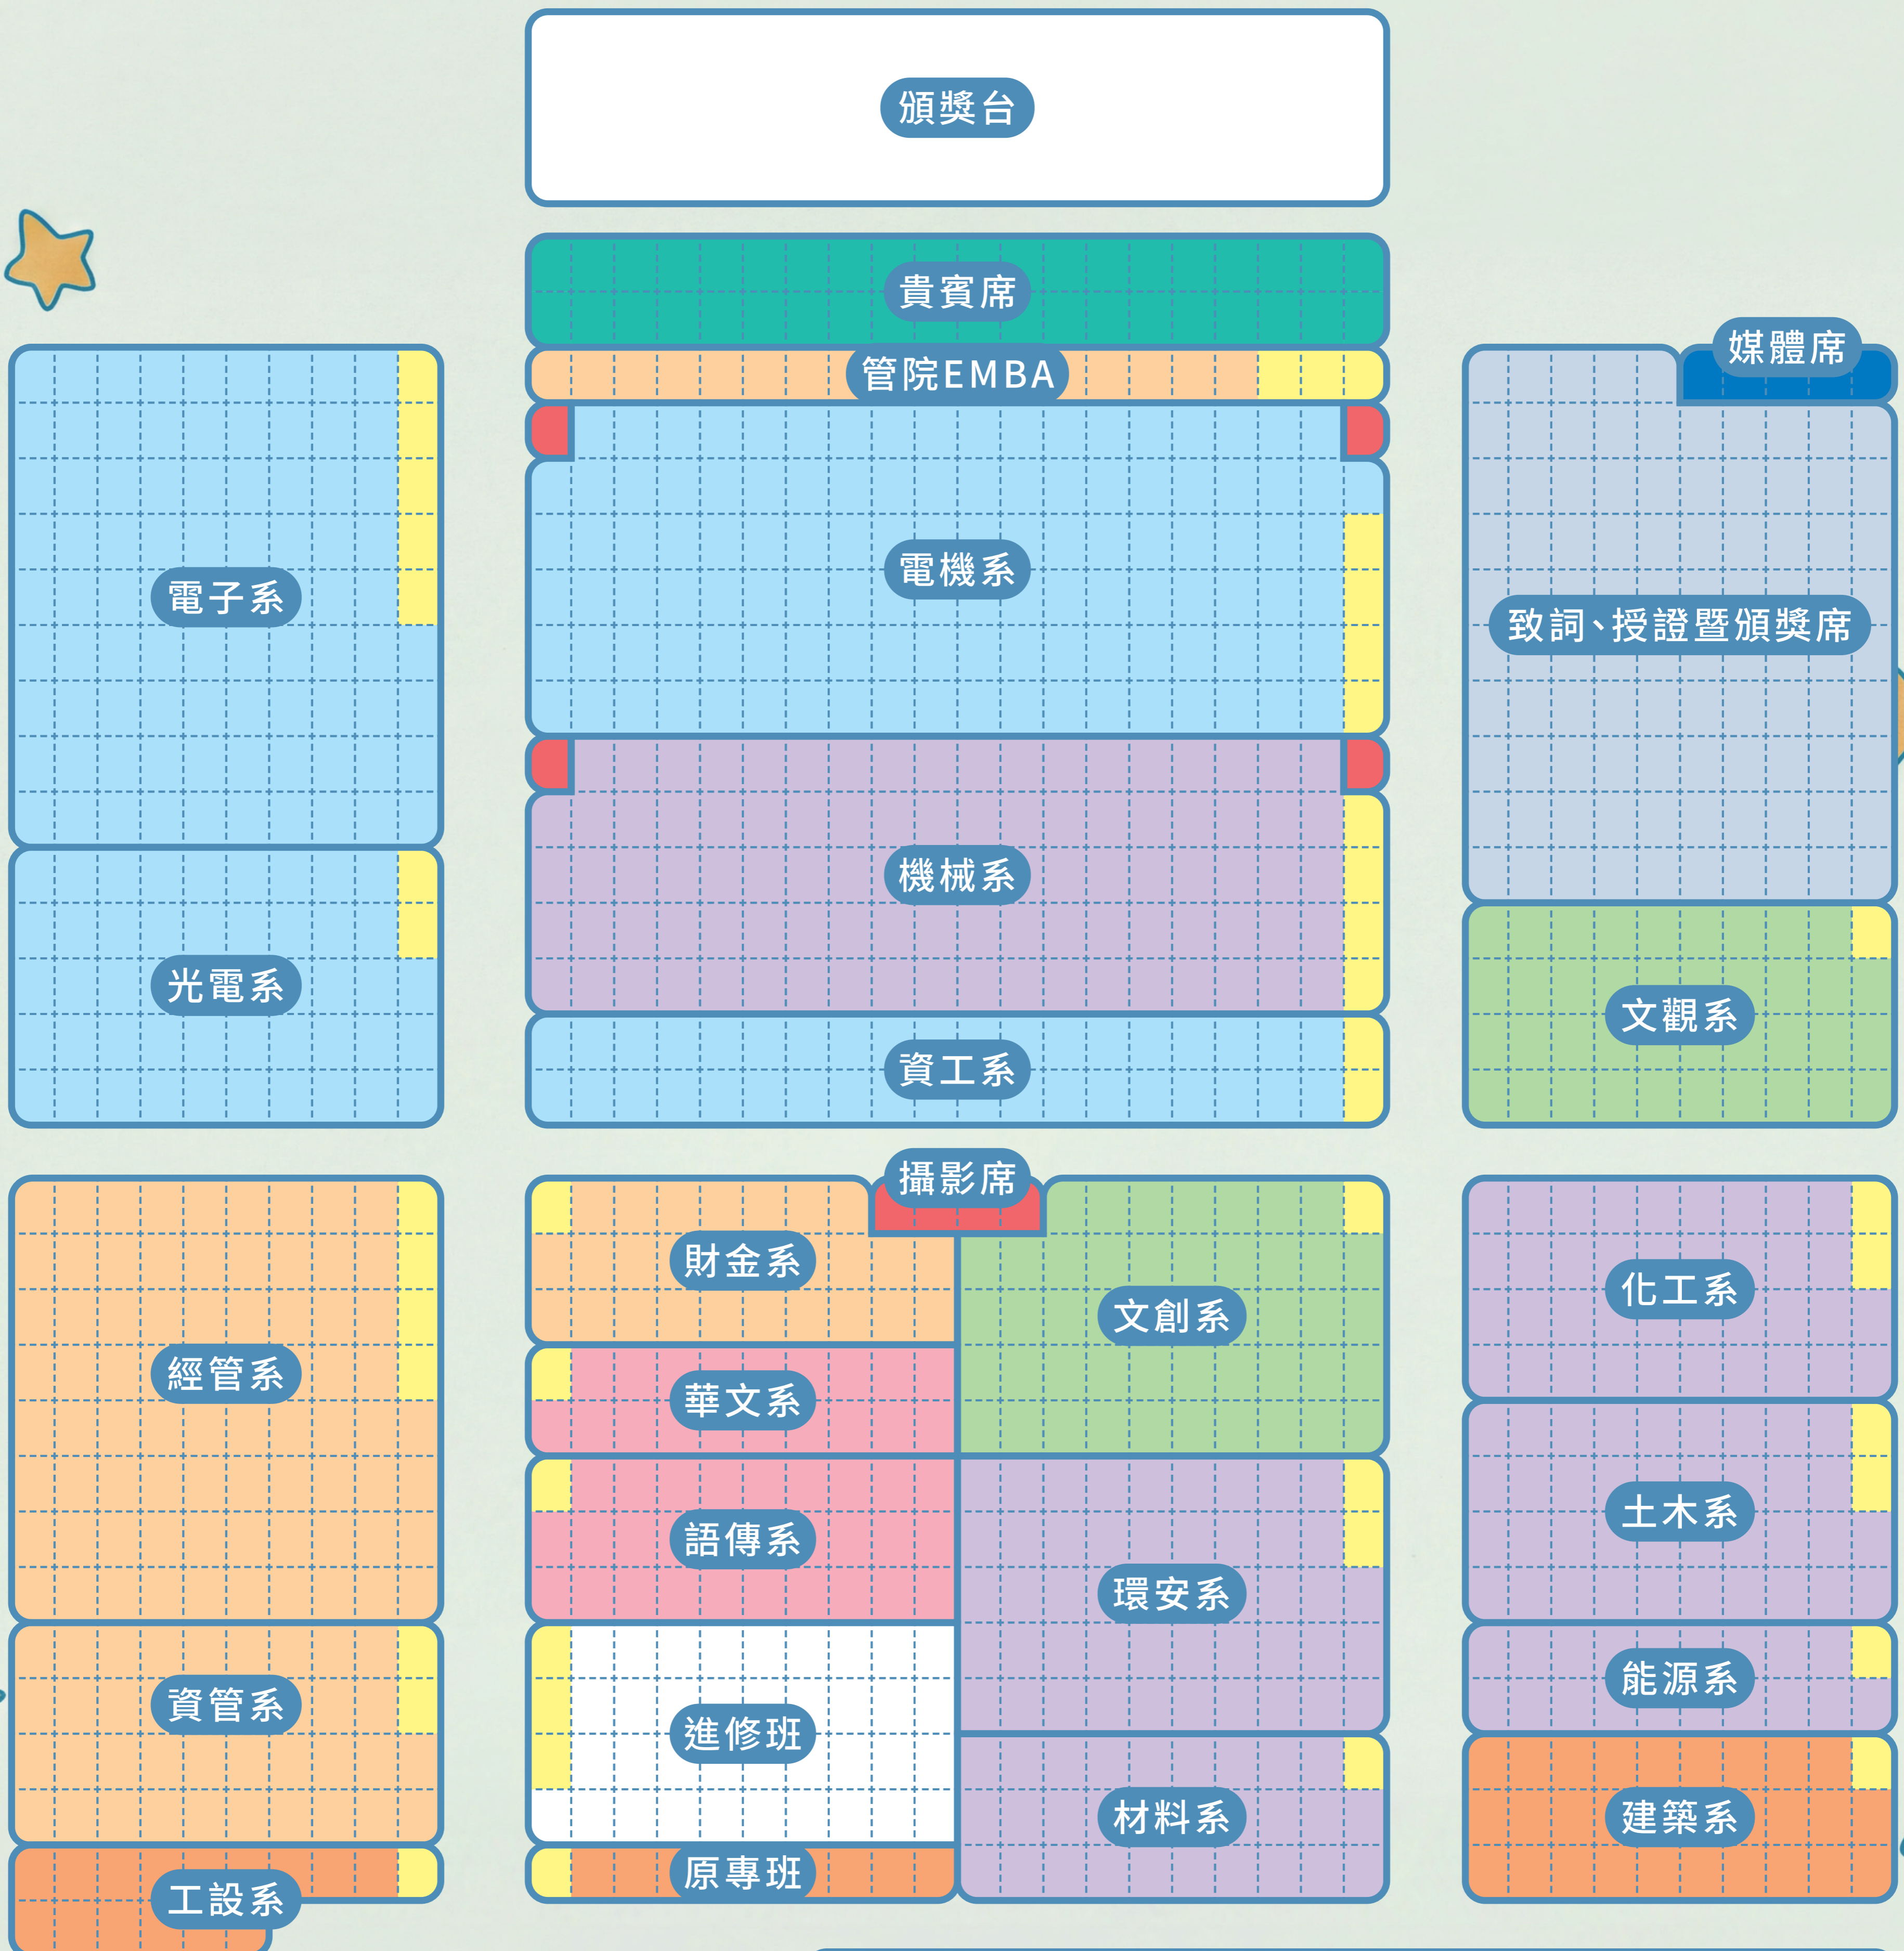 頒獎台
貴賓席
管院EMBA
媒體席
電機系
電子系
致詞、授證暨頒獎席
機械系
光電系
文觀系
資工系
攝影席
財金系
文創系
化工系
經管系
華文系
土木系
語傳系
環安系
能源系
資管系
進修班
材料系
建築系
原專班
工設系